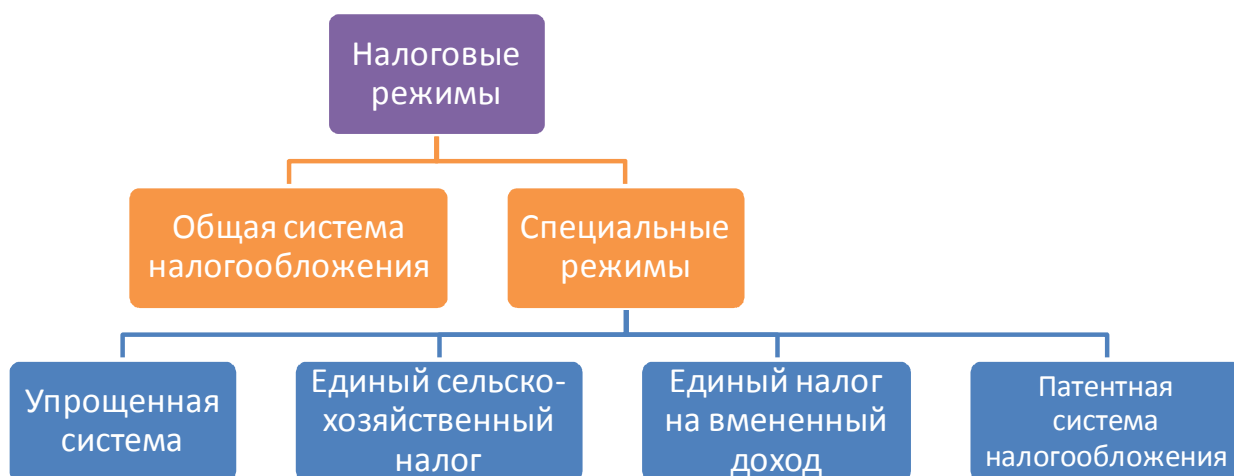 Налоговые
режимы
Общая система
налогообложения
Специальные
режимы
Упрощенная
система
Единый сельско-
хозяйственный
налог
Единый налог
на вмененный
доход
Патентная
система
налогообложения